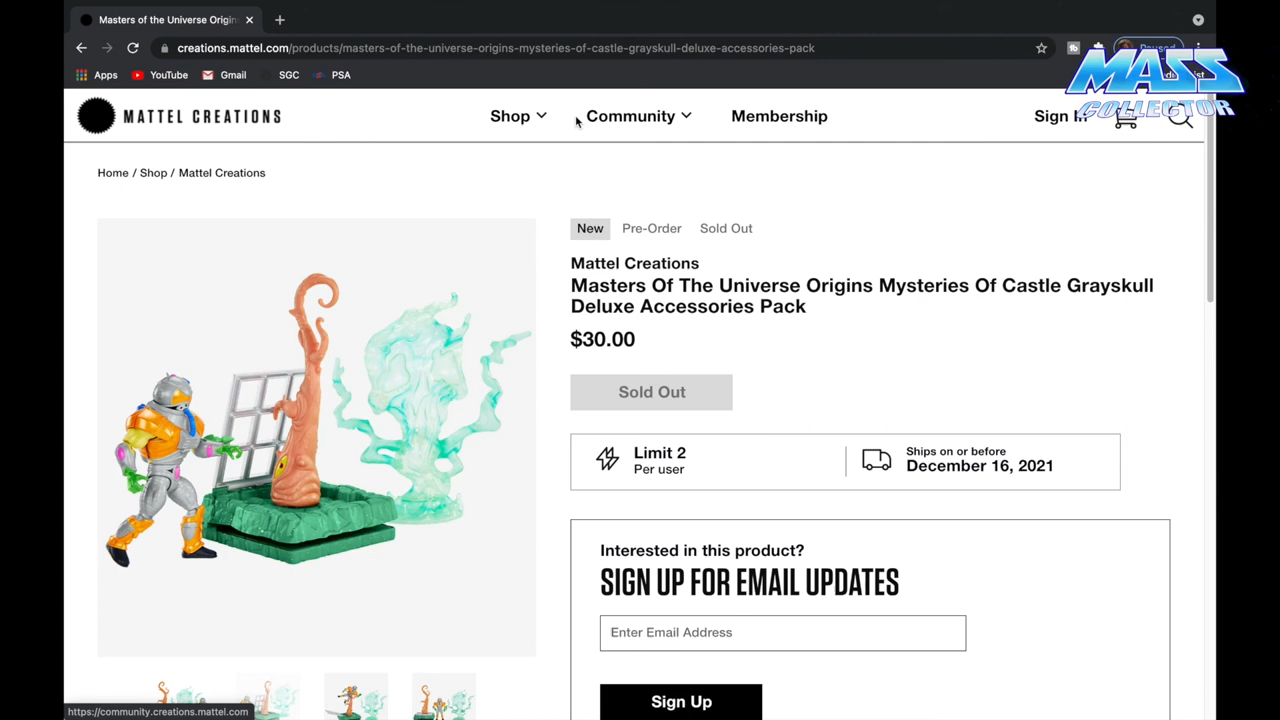 Masters of the Universe Origin
creations.mattel.com/products/masters-of-the-universe-origins-mysteries-of-castle-grayskull-deluxe-accessories-pack
Paused
Apps YouTube Gmail SGC PSA
MASS
COLLECTOR
MATTEL CREATIONS Shop Community Membership Sign In
Home / Shop / Mattel Creations
New Pre-Order Sold Out
Mattel Creations
Masters Of The Universe Origins Mysteries Of Castle Grayskull
Deluxe Accessories Pack
$30.00
Sold Out
Limit 2
Per user
Ships on or before
December 16, 2021
Interested in this product?
SIGN UP FOR EMAIL UPDATES
Enter Email Address
Sign Up
https://community.creations.mattel.com